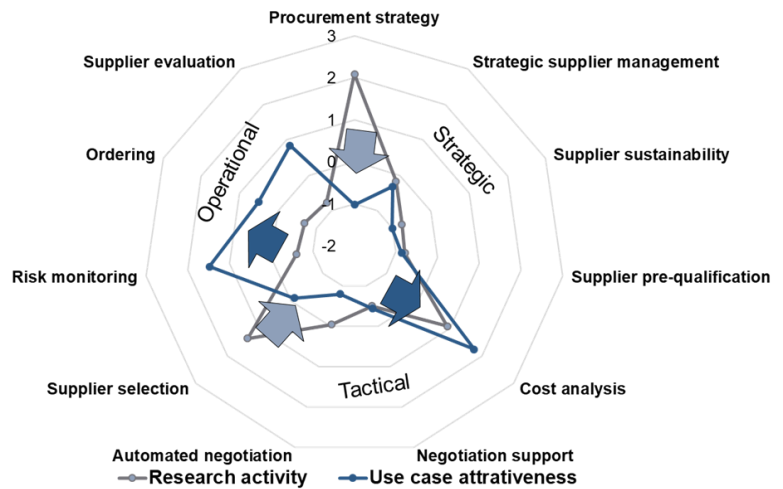 Procurement strategy
3
Supplier evaluation
Strategic supplier management
2
1
Operational
Strategic
Ordering
0
Supplier sustainability
-1
-2
Risk monitoring
Supplier pre-qualification
Supplier selection
Tactical
Cost analysis
Automated negotiation
Negotiation support
Research activity
Use case attrativeness